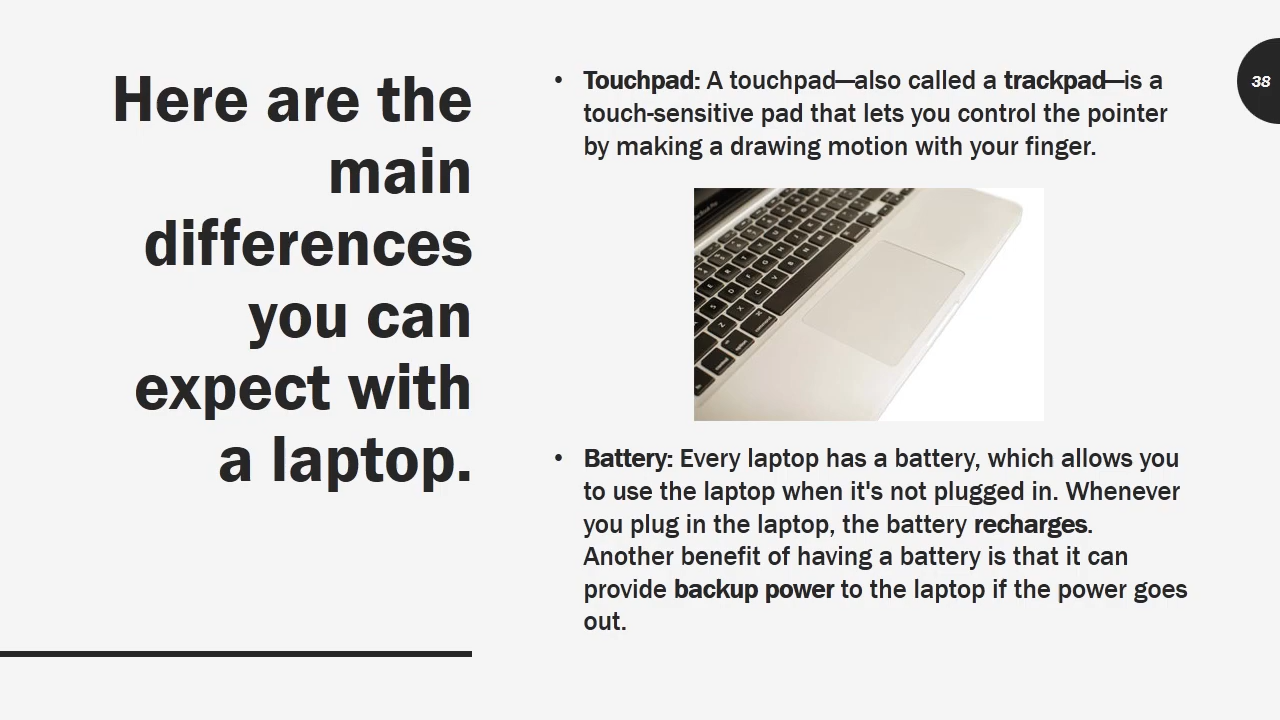 Here are the
main
differences
you can
expect with
a laptop.
• Touchpad: A touchpad—also called a trackpad—is a
touch-sensitive pad that lets you control the pointer
by making a drawing motion with your finger.
• Battery: Every laptop has a battery, which allows you
to use the laptop when it's not plugged in. Whenever
you plug in the laptop, the battery recharges.
Another benefit of having a battery is that it can
provide backup power to the laptop if the power goes
out.
38